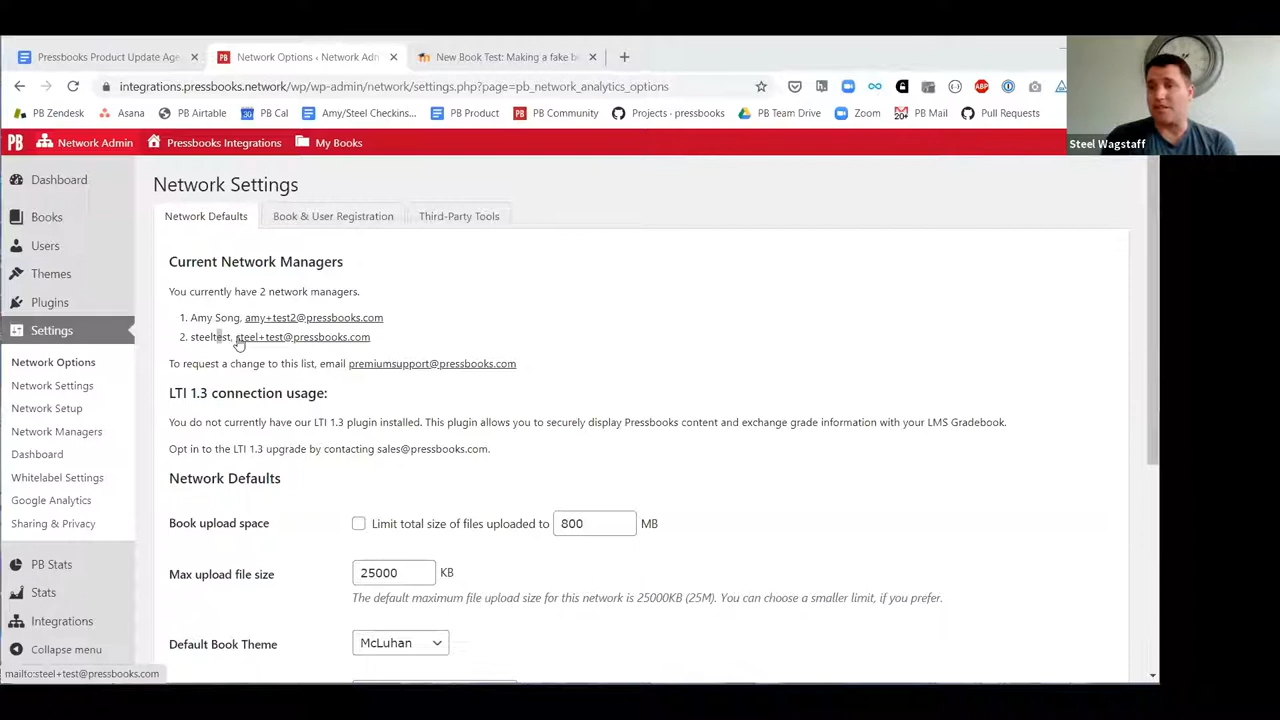 Pressbooks Product Update Age
Network Options ‹ Network Adm
New Book Test: Making a fake b
integrations.pressbooks.network/wp/wp-admin/network/settings.php?page=pb_network_analytics_options
PB Zendesk
Asana
PB Airtable
PB Cal
Amy/Steel Checkins...
PB Product
PB Community
Projects · pressbooks
PB Team Drive
Zoom
PB Mail
Pull Requests
Steel Wagstaff
Network Admin
Pressbooks Integrations
My Books
Dashboard
Books
Users
Themes
Plugins
Settings
Network Options
Network Settings
Network Setup
Network Managers
Dashboard
Whitelabel Settings
Google Analytics
Sharing & Privacy
PB Stats
Stats
Integrations
Collapse menu
Network Settings
Network Defaults
Book & User Registration
Third-Party Tools
Current Network Managers
You currently have 2 network managers.
1. Amy Song, amy+test2@pressbooks.com
2. steeltest, steel+test@pressbooks.com
To request a change to this list, email premiumsupport@pressbooks.com
LTI 1.3 connection usage:
You do not currently have our LTI 1.3 plugin installed. This plugin allows you to securely display Pressbooks content and exchange grade information with your LMS Gradebook.
Opt in to the LTI 1.3 upgrade by contacting sales@pressbooks.com.
Network Defaults
Book upload space
Limit total size of files uploaded to 800 MB
Max upload file size
25000 KB
The default maximum file upload size for this network is 25000KB (25M). You can choose a smaller limit, if you prefer.
Default Book Theme
McLuhan
mailto:steel+test@pressbooks.com